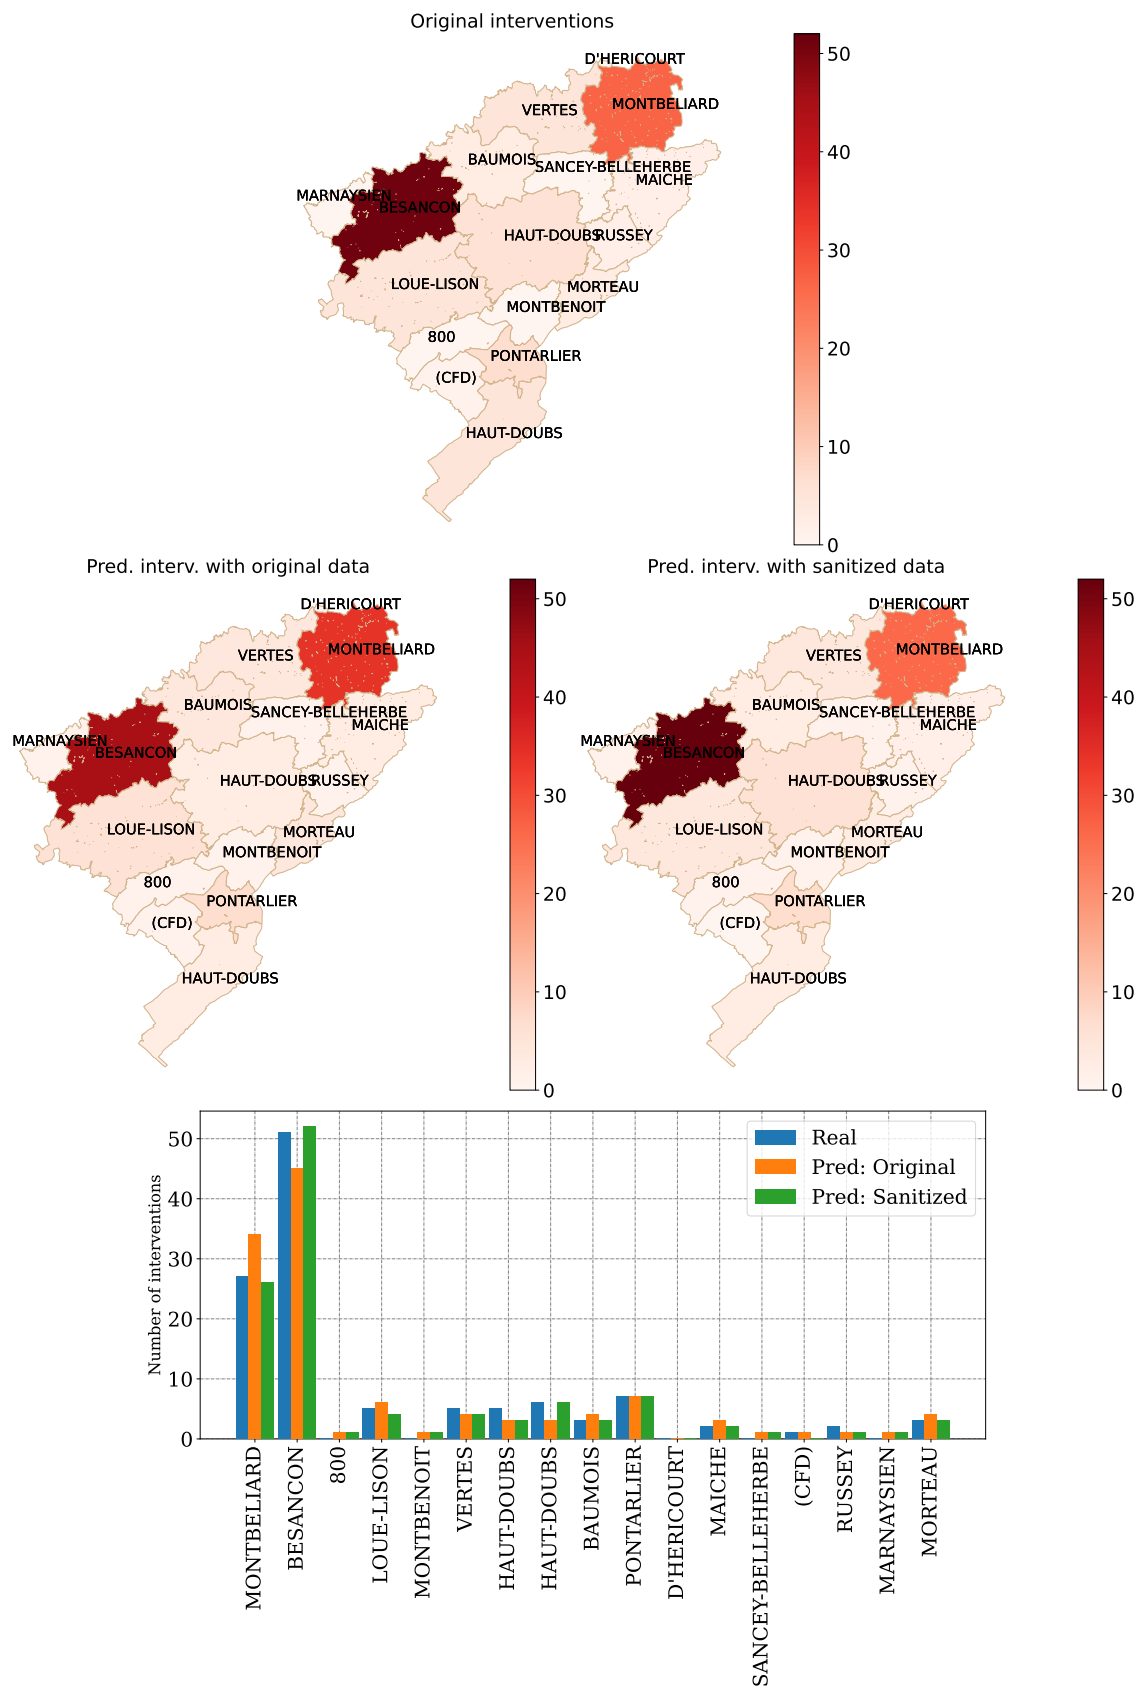 Original interventions
D'HERICOURT
MONTBELIARD
VERTES
BAUMOIS
SANCEY-BELLEHERBE
MAICHE
MARNAYSIEN
BESANCON
HAUT-DOUBS
RUSSEY
LOUE-LISON
MORTEAU
MONTBENOIT
800
PONTARLIER
(CFD)
HAUT-DOUBS
50
40
30
20
10
0
Pred. interv. with original data
D'HERICOURT
MONTBELIARD
VERTES
BAUMOIS
SANCEY-BELLEHERBE
MAICHE
MARNAYSIEN
BESANCON
HAUT-DOUBS
RUSSEY
LOUE-LISON
MORTEAU
MONTBENOIT
800
PONTARLIER
(CFD)
HAUT-DOUBS
50
40
30
20
10
0
Pred. interv. with sanitized data
D'HERICOURT
MONTBELIARD
VERTES
BAUMOIS
SANCEY-BELLEHERBE
MAICHE
MARNAYSIEN
BESANCON
HAUT-DOUBS
RUSSEY
LOUE-LISON
MORTEAU
MONTBENOIT
800
PONTARLIER
(CFD)
HAUT-DOUBS
50
40
30
20
10
0
Number of interventions
50
40
30
20
10
0
Real
Pred: Original
Pred: Sanitized
MONTBELIARD
BESANCON
800
LOUE-LISON
MONTBENOIT
VERTES
HAUT-DOUBS
HAUT-DOUBS
BAUMOIS
PONTARLIER
D'HERICOURT
MAICHE
SANCEY-BELLEHERBE
(CFD)
RUSSEY
MARNAYSIEN
MORTEAU